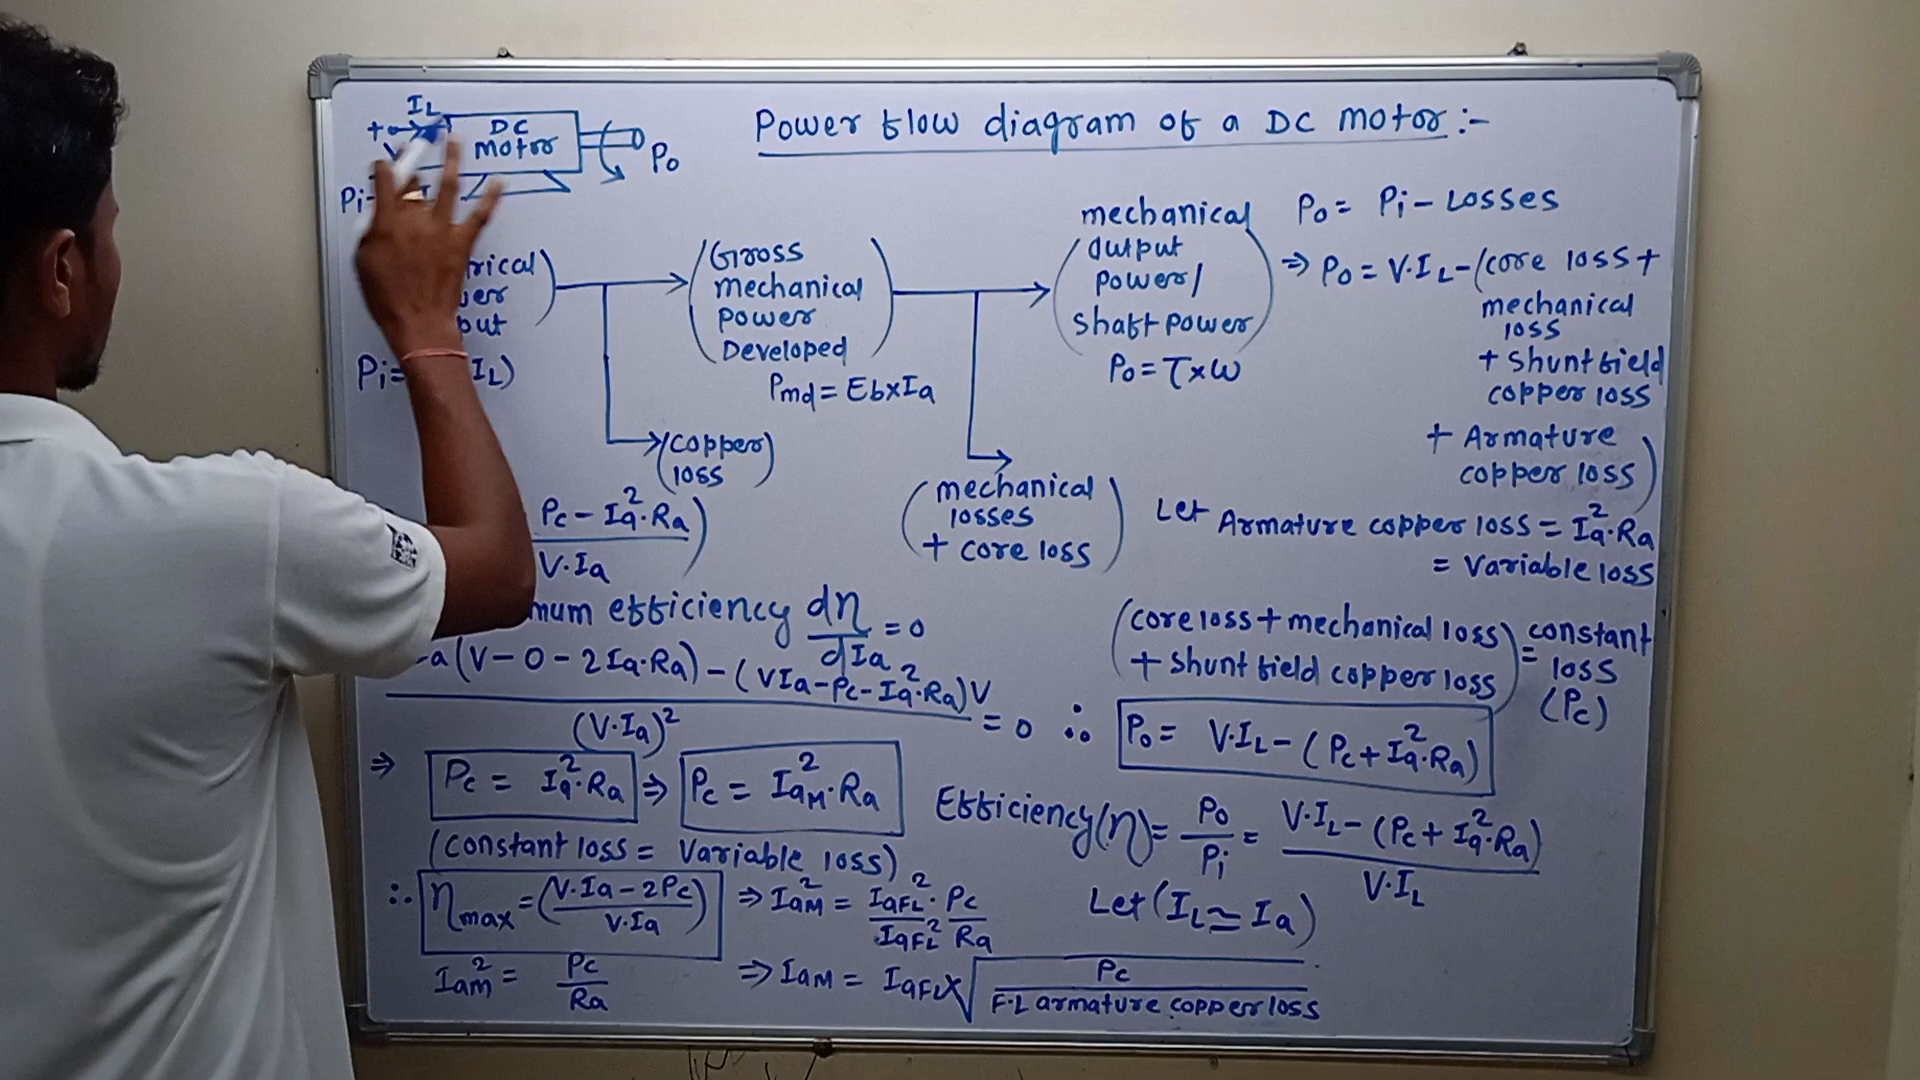 Power flow diagram of a DC motor :-
IL
+
V
DC
motor
Po
Pi
Electrical
power
input
Pi = (V·IL)
(Gross
mechanical
power
Developed)
Pmd = Eb×Ia
(copper
loss)
mechanical
(output
power/
shaft power)
Po = T×ω
(mechanical
losses
+ core loss)
Po = Pi - Losses
⇒ Po = V·IL - (core loss +
mechanical
loss
+ shunt field
copper loss
+ Armature
copper loss)
Let Armature copper loss = Ia²·Ra
= variable loss
(core loss + mechanical loss
+ shunt field copper loss) = constant
loss
(Pc)
∴ Po = V·IL - (Pc + Ia²·Ra)
Efficiency(η) = Po/Pi = (V·IL - (Pc + Ia²·Ra))/V·IL
Let (IL ≃ Ia)
Pc - Ia²·Ra)
V·Ia
efficiency dη/dIa = 0
(V - 0 - 2Ia·Ra) - (VIa - Pc - Ia²·Ra)V
(V·Ia)² = 0
⇒ Pc = Ia²·Ra ⇒ Pc = IaM²·Ra
(constant loss = variable loss)
∴ ηmax = (V·Ia - 2Pc / V·Ia)
IaM² = Pc/Ra
⇒ IaM² = IaFL²/IaFL² · Pc/Ra
⇒ IaM = IaFL × √(Pc / F·L armature copper loss)